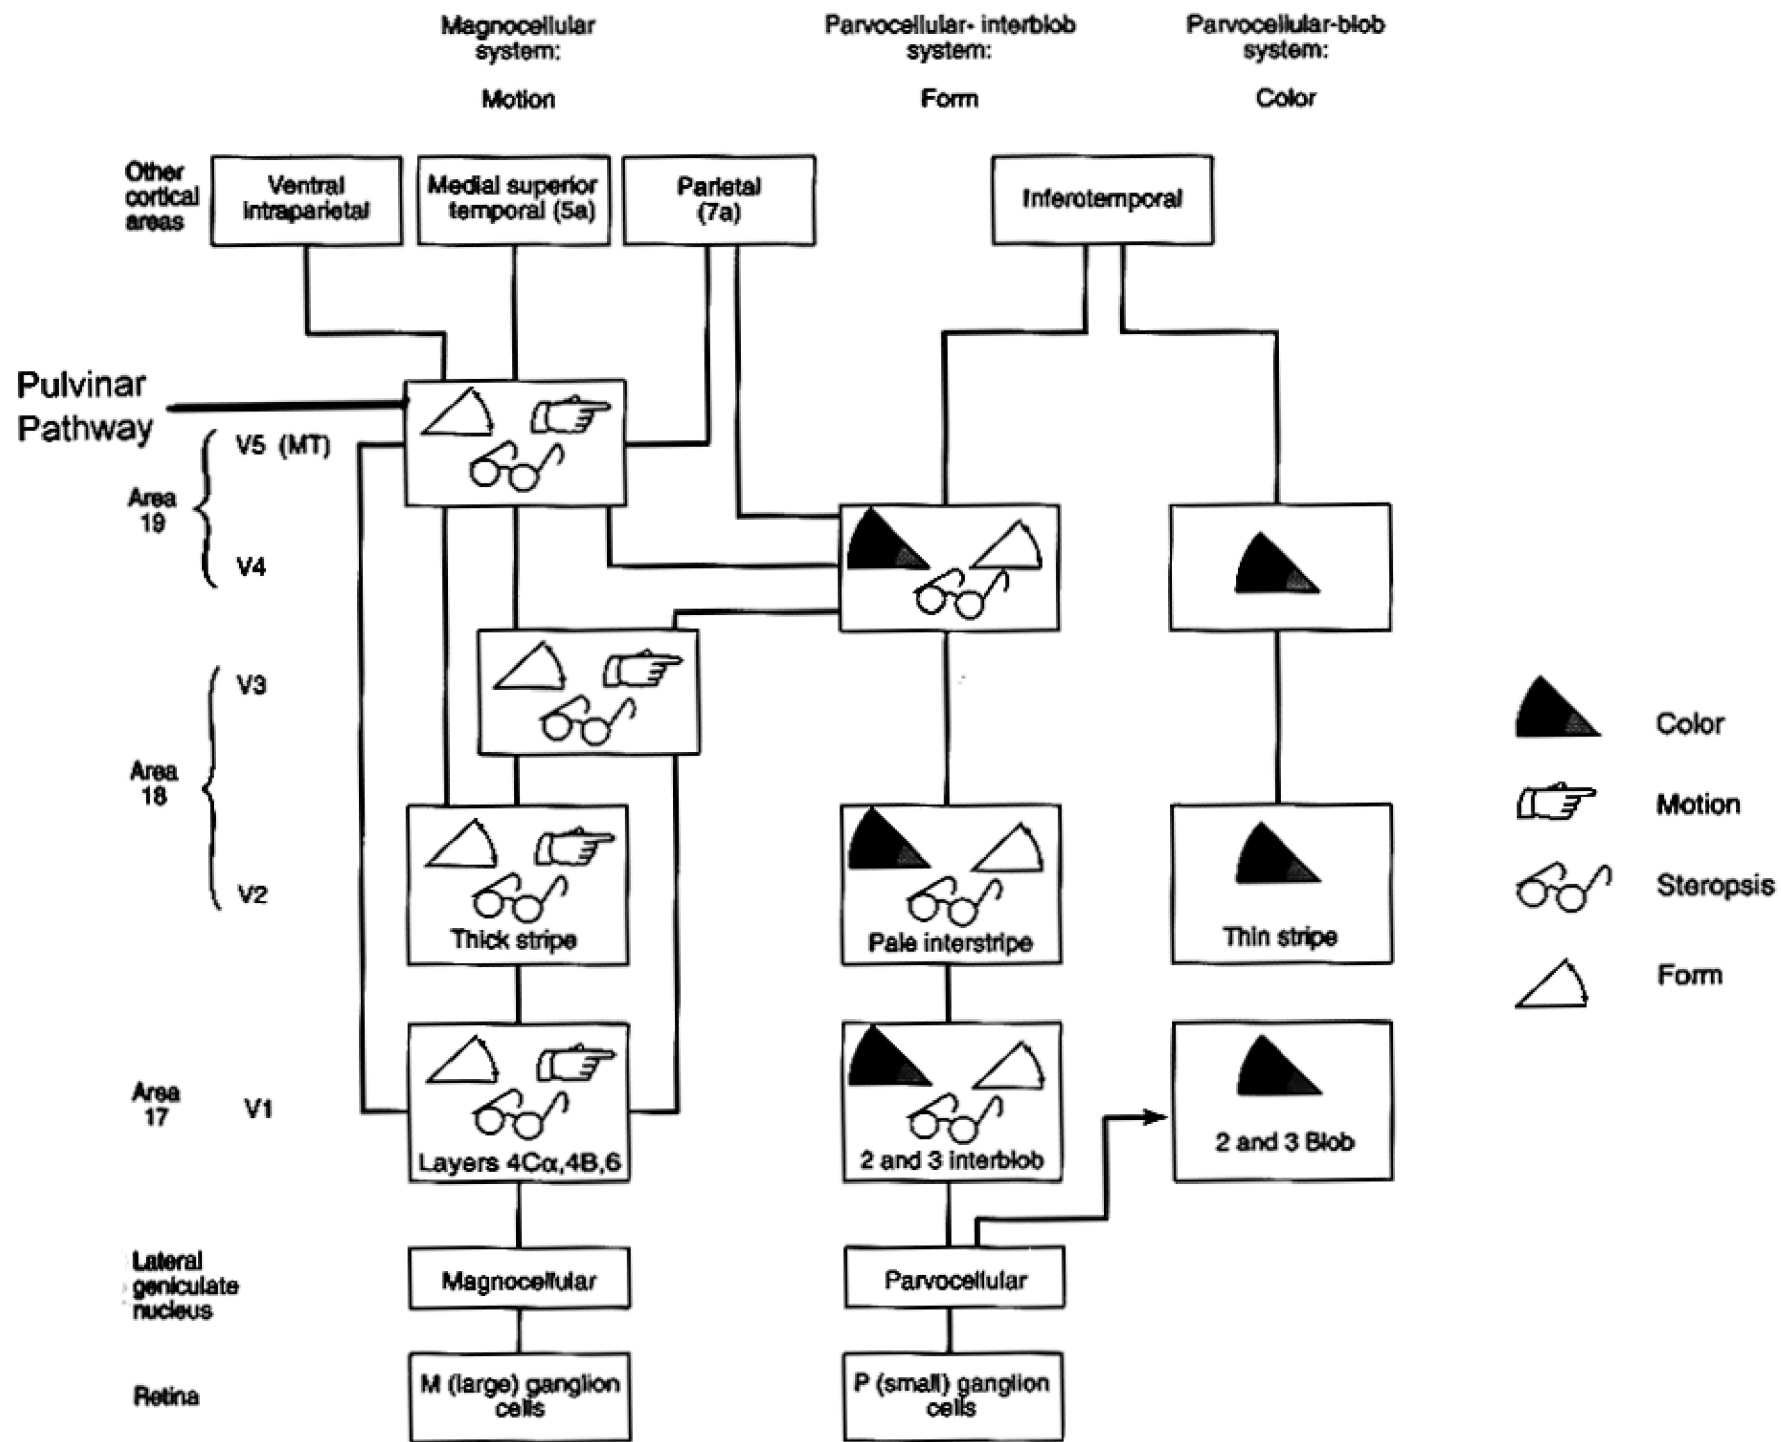 Magnocellular
system:
Motion
Parvocellular- interblob
system:
Form
Parvocellular-blob
system:
Color
Other
cortical
areas
Ventral
intraparietal
Medial superior
temporal (5a)
Parietal
(7a)
Inferotemporal
Pulvinar
Pathway
V5 (MT)
Area
19
V4
V3
Area
18
V2
Thick stripe
Pale interstripe
Thin stripe
Color
Motion
Steropsis
Form
Area
17
V1
Layers 4Cα,4B,6
2 and 3 interblob
2 and 3 Blob
Lateral
geniculate
nucleus
Magnocellular
Parvocellular
Retina
M (large) ganglion
cells
P (small) ganglion
cells